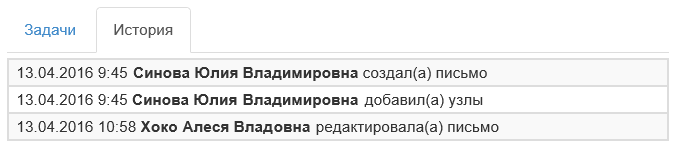 Задачи
История
13.04.2016 9:45 Синова Юлия Владимировна создал(а) письмо
13.04.2016 9:45 Синова Юлия Владимировна добавил(а) узлы
13.04.2016 10:58 Хоко Алеся Владовна редактировала(а) письмо